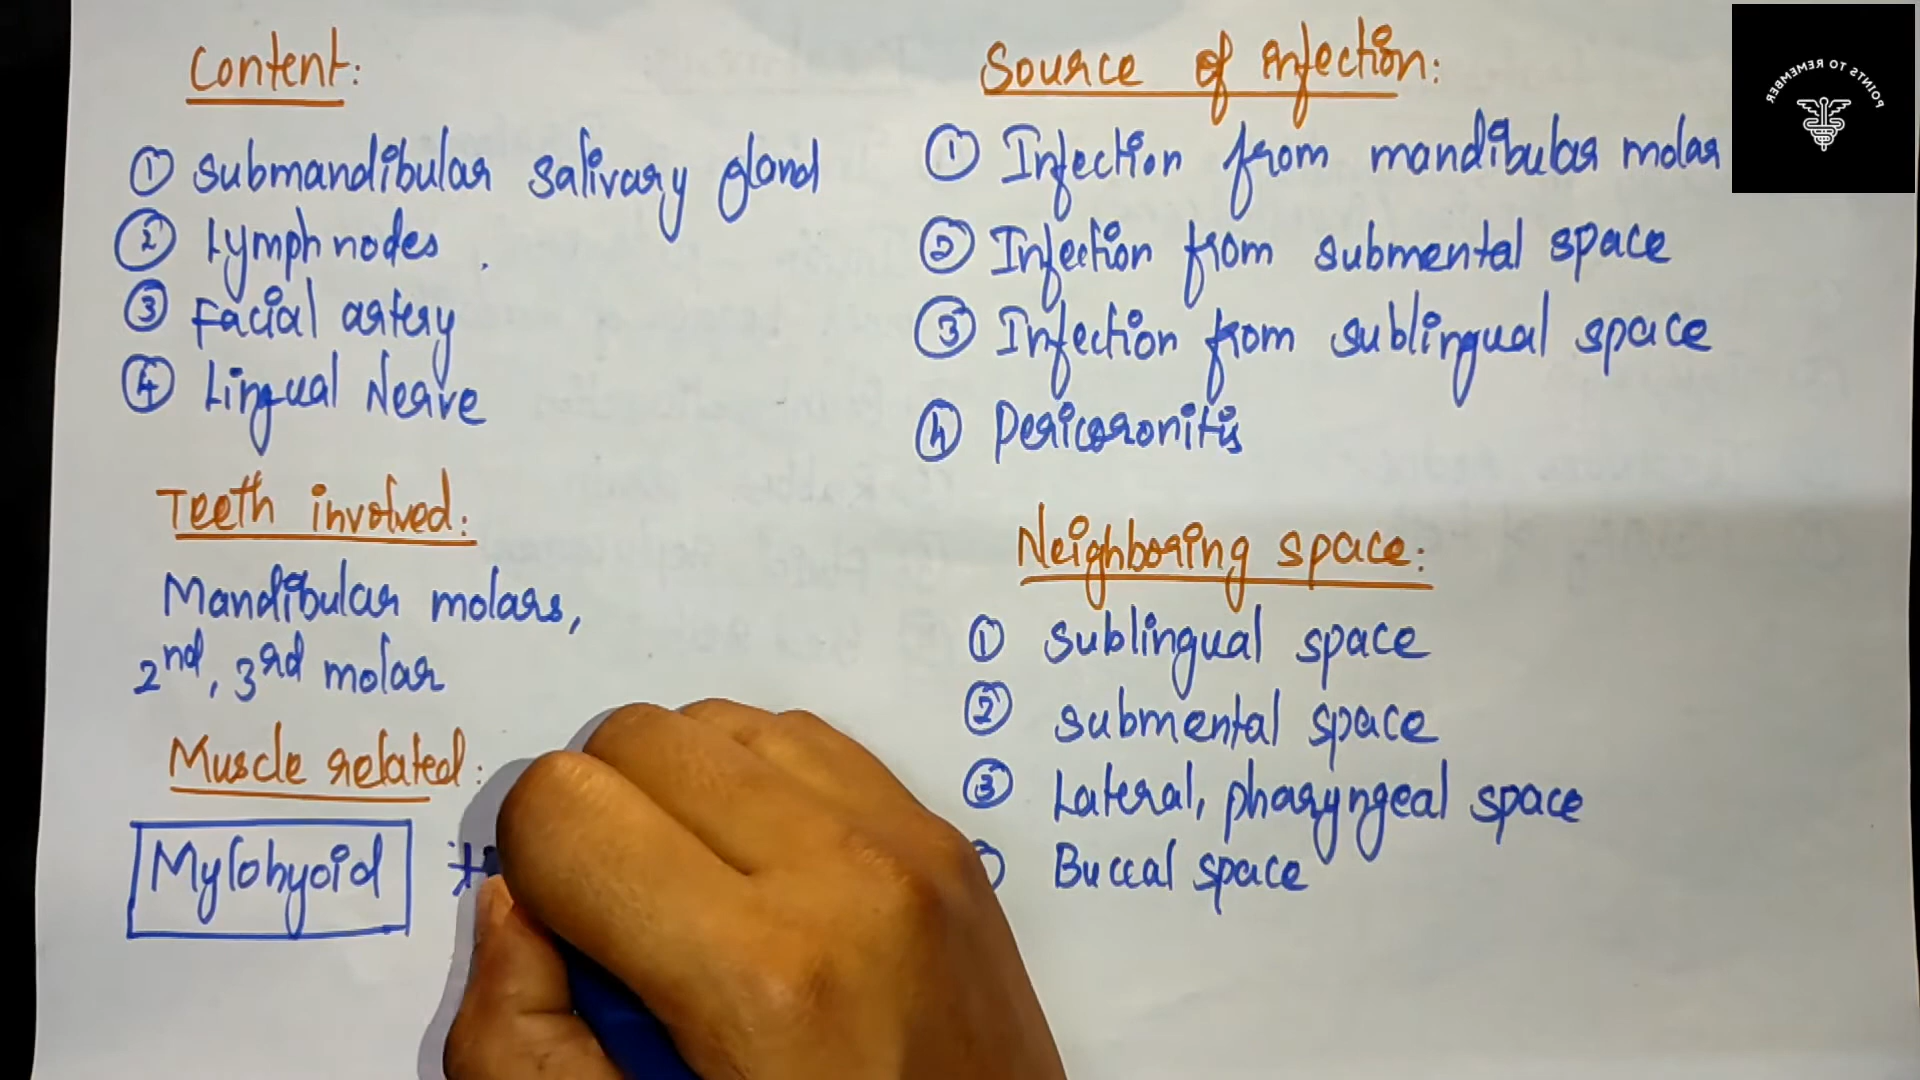 Content:
① Submandibular salivary gland
② Lymph nodes.
③ Facial artery
④ Lingual Nerve
Teeth involved:
Mandibular molars,
2nd, 3rd molar
Muscle related:
Mylohyoid
Source of infection:
① Infection from mandibular molar
② Infection from submental space
③ Infection from sublingual space
④ Pericoronitis
Neighboring space:
① Sublingual space
② submental space
③ Lateral, pharyngeal space
Buccal space
POINTS TO REMEMBER